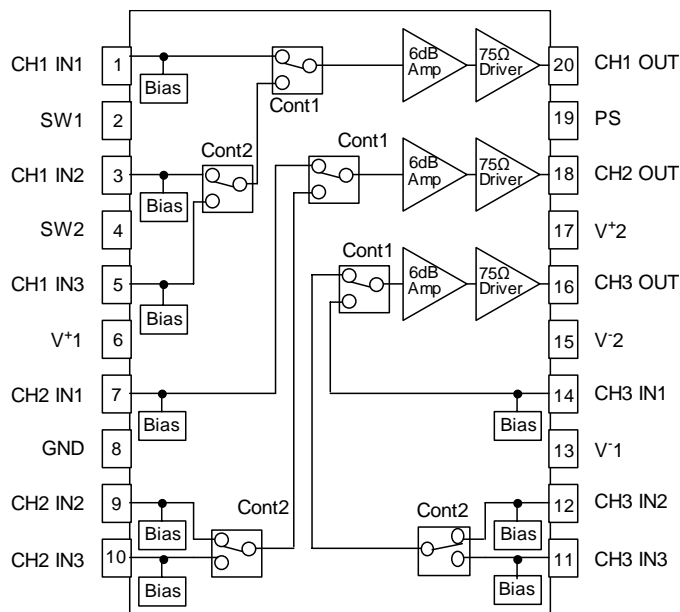 CH1 IN1 1 Bias Cont1 6dB Amp 75Ω Driver 20 CH1 OUT
SW1 2 19 PS
CH1 IN2 3 Bias Cont2 Cont1 6dB Amp 75Ω Driver 18 CH2 OUT
SW2 4 17 V+2
CH1 IN3 5 Bias Cont1 6dB Amp 75Ω Driver 16 CH3 OUT
V+1 6 15 V-2
CH2 IN1 7 Bias Bias 14 CH3 IN1
GND 8 13 V-1
CH2 IN2 9 Bias Cont2 Cont2 Bias 12 CH3 IN2
CH2 IN3 10 Bias Bias 11 CH3 IN3